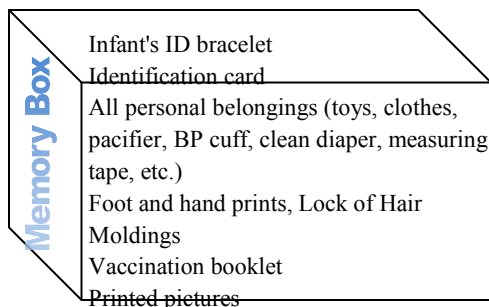 Memory Box
Infant's ID bracelet
Identification card
All personal belongings (toys, clothes,
pacifier, BP cuff, clean diaper, measuring
tape, etc.)
Foot and hand prints, Lock of Hair
Moldings
Vaccination booklet
Printed pictures